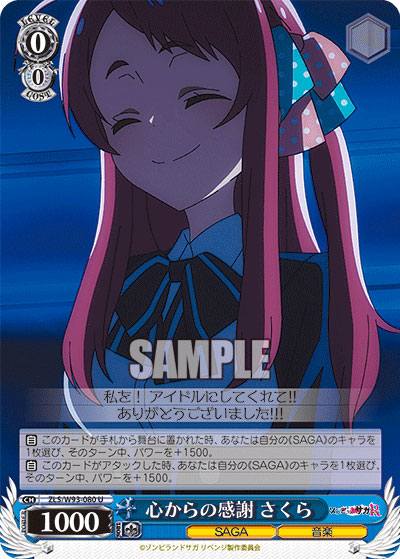 LEVEL
0
0
COST
SAMPLE
私を！ アイドルにしてくれて!!
ありがとうございました!!!
自 このカードが手札から舞台に置かれた時、あなたは自分の《SAGA》のキャラを
1枚選び、そのターン中、パワーを＋1500。
自 このカードがアタックした時、あなたは自分の《SAGA》のキャラを1枚選び、
そのターン中、パワーを＋1500。
CH ZLS/W93-080 U
1000
心からの感謝 さくら
SAGA
音楽
©ゾンビランドサガ リベンジ製作委員会